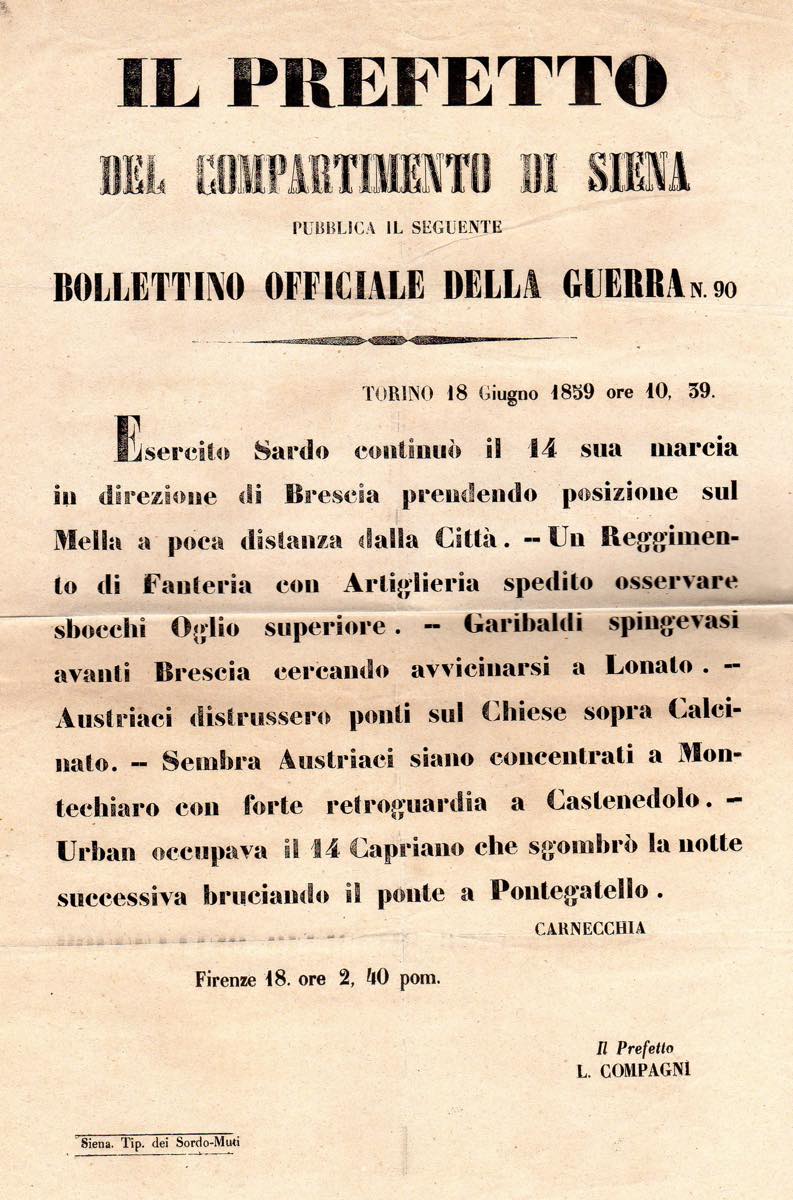 IL PREFETTO
DEL COMPARTIMENTO DI SIENA
PUBBLICA IL SEGUENTE
BOLLETTINO OFFICIALE DELLA GUERRA N. 90
TORINO 18 Giugno 1859 ore 10, 39.
Esercito Sardo continuò il 14 sua marcia
in direzione di Brescia prendendo posizione sul
Mella a poca distanza dalla Città. -- Un Reggimen-
to di Fanteria con Artiglieria spedito osservare
sbocchi Oglio superiore. -- Garibaldi spingevasi
avanti Brescia cercando avvicinarsi a Lonato. --
Austriaci distrussero ponti sul Chiese sopra Calci-
nato. -- Sembra Austriaci siano concentrati a Mon-
techiaro con forte retroguardia a Castenedolo. --
Urban occupava il 14 Capriano che sgombrò la notte
successiva bruciando il ponte a Pontegatello.
CARNECCHIA
Firenze 18. ore 2, 40 pom.
Il Prefetto
L. COMPAGNI
Siena. Tip. dei Sordo-Muti